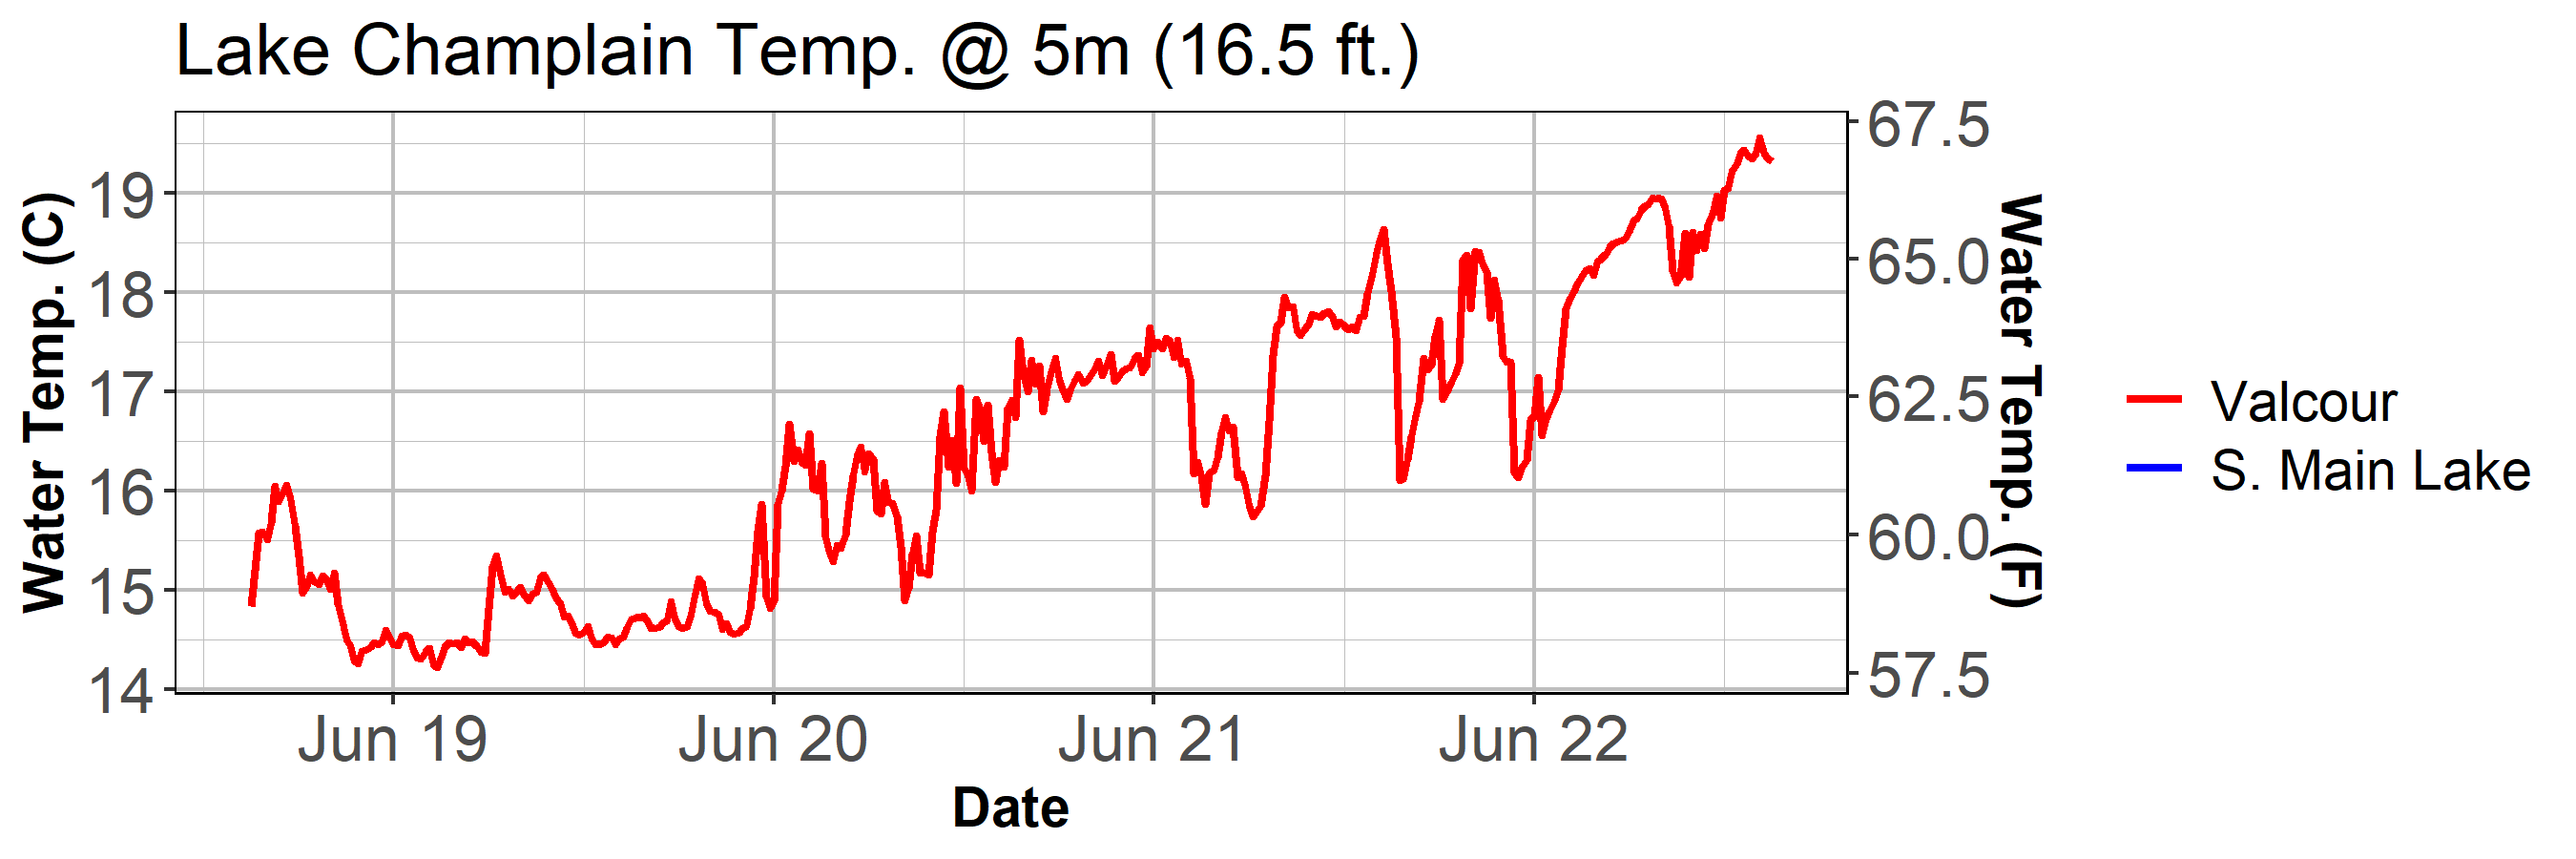 Lake Champlain Temp. @ 5m (16.5 ft.)
Water Temp. (C)
19
18
17
16
15
14
67.5
65.0
62.5
60.0
57.5
Water Temp. (F)
Jun 19
Jun 20
Jun 21
Jun 22
Date
Valcour
S. Main Lake